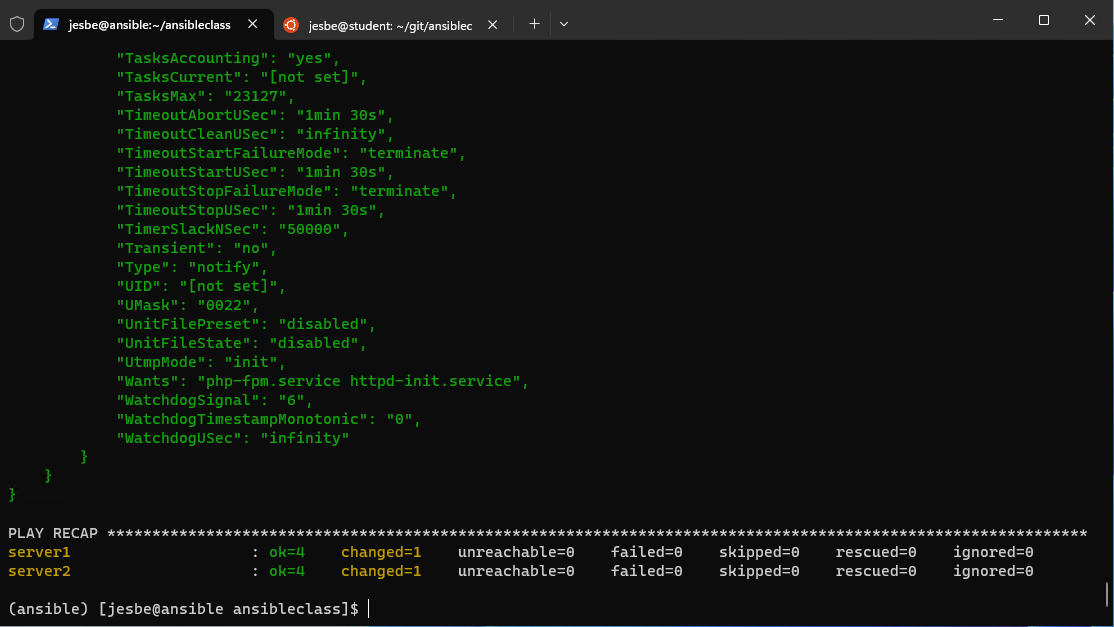 jesbe@ansible:~/ansibleclass
jesbe@student: ~/git/ansiblec
"TasksAccounting": "yes",
"TasksCurrent": "[not set]",
"TasksMax": "23127",
"TimeoutAbortUSec": "1min 30s",
"TimeoutCleanUSec": "infinity",
"TimeoutStartFailureMode": "terminate",
"TimeoutStartUSec": "1min 30s",
"TimeoutStopFailureMode": "terminate",
"TimeoutStopUSec": "1min 30s",
"TimerSlackNSec": "50000",
"Transient": "no",
"Type": "notify",
"UID": "[not set]",
"UMask": "0022",
"UnitFilePreset": "disabled",
"UnitFileState": "disabled",
"UtmpMode": "init",
"Wants": "php-fpm.service httpd-init.service",
"WatchdogSignal": "6",
"WatchdogTimestampMonotonic": "0",
"WatchdogUSec": "infinity"
}
}
}
PLAY RECAP *************************************************************************************************************
server1 : ok=4 changed=1 unreachable=0 failed=0 skipped=0 rescued=0 ignored=0
server2 : ok=4 changed=1 unreachable=0 failed=0 skipped=0 rescued=0 ignored=0
(ansible) [jesbe@ansible ansibleclass]$